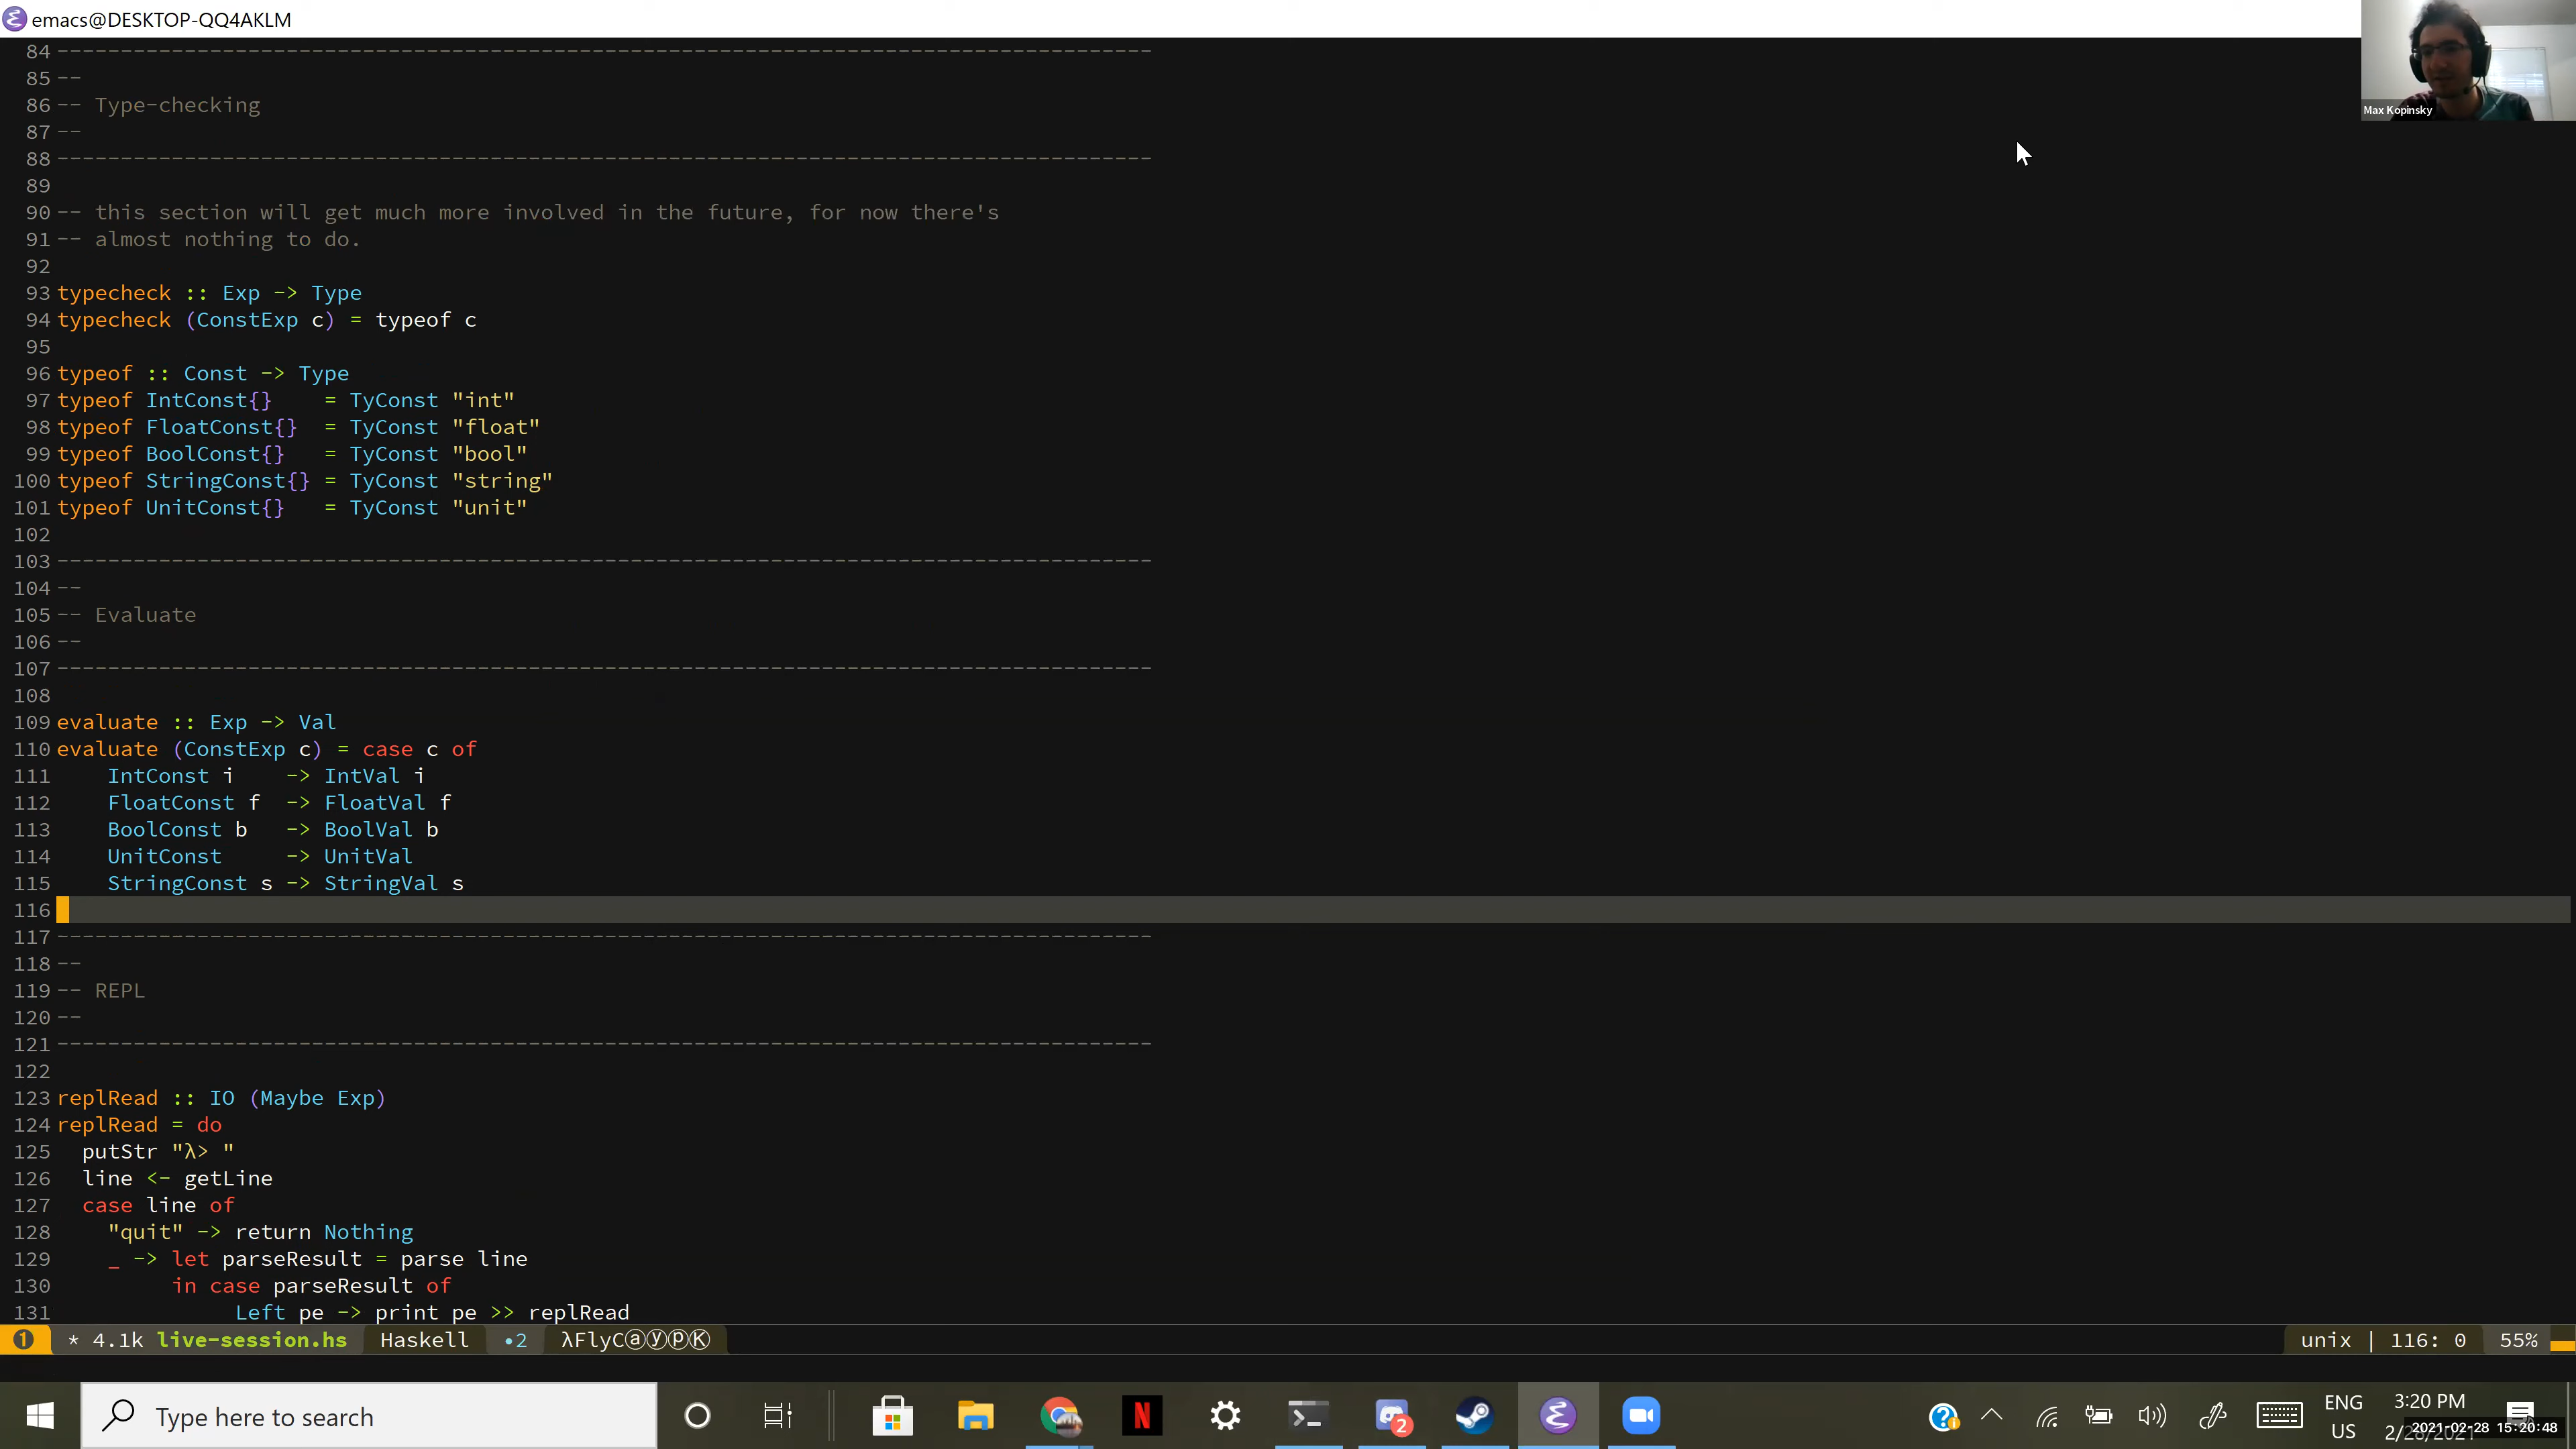 emacs@DESKTOP-QQ4AKLM
Max Kopinsky
84 --------------------------------------------------------------------------------------
85 --
86 -- Type-checking
87 --
88 --------------------------------------------------------------------------------------
89
90 -- this section will get much more involved in the future, for now there's
91 -- almost nothing to do.
92
93 typecheck :: Exp -> Type
94 typecheck (ConstExp c) = typeof c
95
96 typeof :: Const -> Type
97 typeof IntConst{}    = TyConst "int"
98 typeof FloatConst{}  = TyConst "float"
99 typeof BoolConst{}   = TyConst "bool"
100 typeof StringConst{} = TyConst "string"
101 typeof UnitConst{}   = TyConst "unit"
102
103 --------------------------------------------------------------------------------------
104 --
105 -- Evaluate
106 --
107 --------------------------------------------------------------------------------------
108
109 evaluate :: Exp -> Val
110 evaluate (ConstExp c) = case c of
111     IntConst i    -> IntVal i
112     FloatConst f  -> FloatVal f
113     BoolConst b   -> BoolVal b
114     UnitConst     -> UnitVal
115     StringConst s -> StringVal s
116
117 --------------------------------------------------------------------------------------
118 --
119 -- REPL
120 --
121 --------------------------------------------------------------------------------------
122
123 replRead :: IO (Maybe Exp)
124 replRead = do
125   putStr "λ> "
126   line <- getLine
127   case line of
128     "quit" -> return Nothing
129     _ -> let parseResult = parse line
130          in case parseResult of
131               Left pe -> print pe >> replRead
1 * 4.1k live-session.hs Haskell •2 λFlyCⓐⓨⓟⓀ unix | 116: 0 55%
Type here to search
2
ENG
US
3:20 PM
2021-02-28 15:20:48